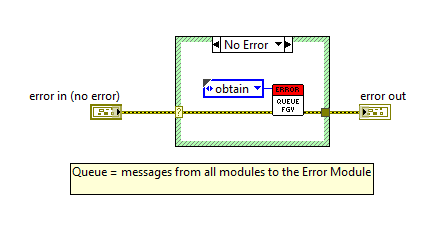 No Error
error in (no error)
obtain
ERROR
QUEUE
FGV
error out
?
Queue = messages from all modules to the Error Module